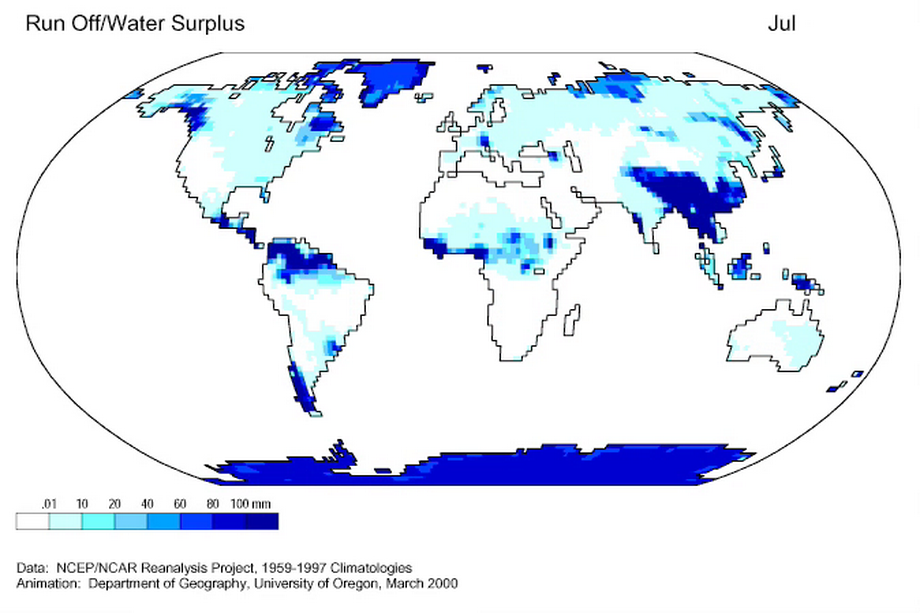 Run Off/Water Surplus
Jul
.01 10 20 40 60 80 100 mm
Data: NCEP/NCAR Reanalysis Project, 1959-1997 Climatologies
Animation: Department of Geography, University of Oregon, March 2000